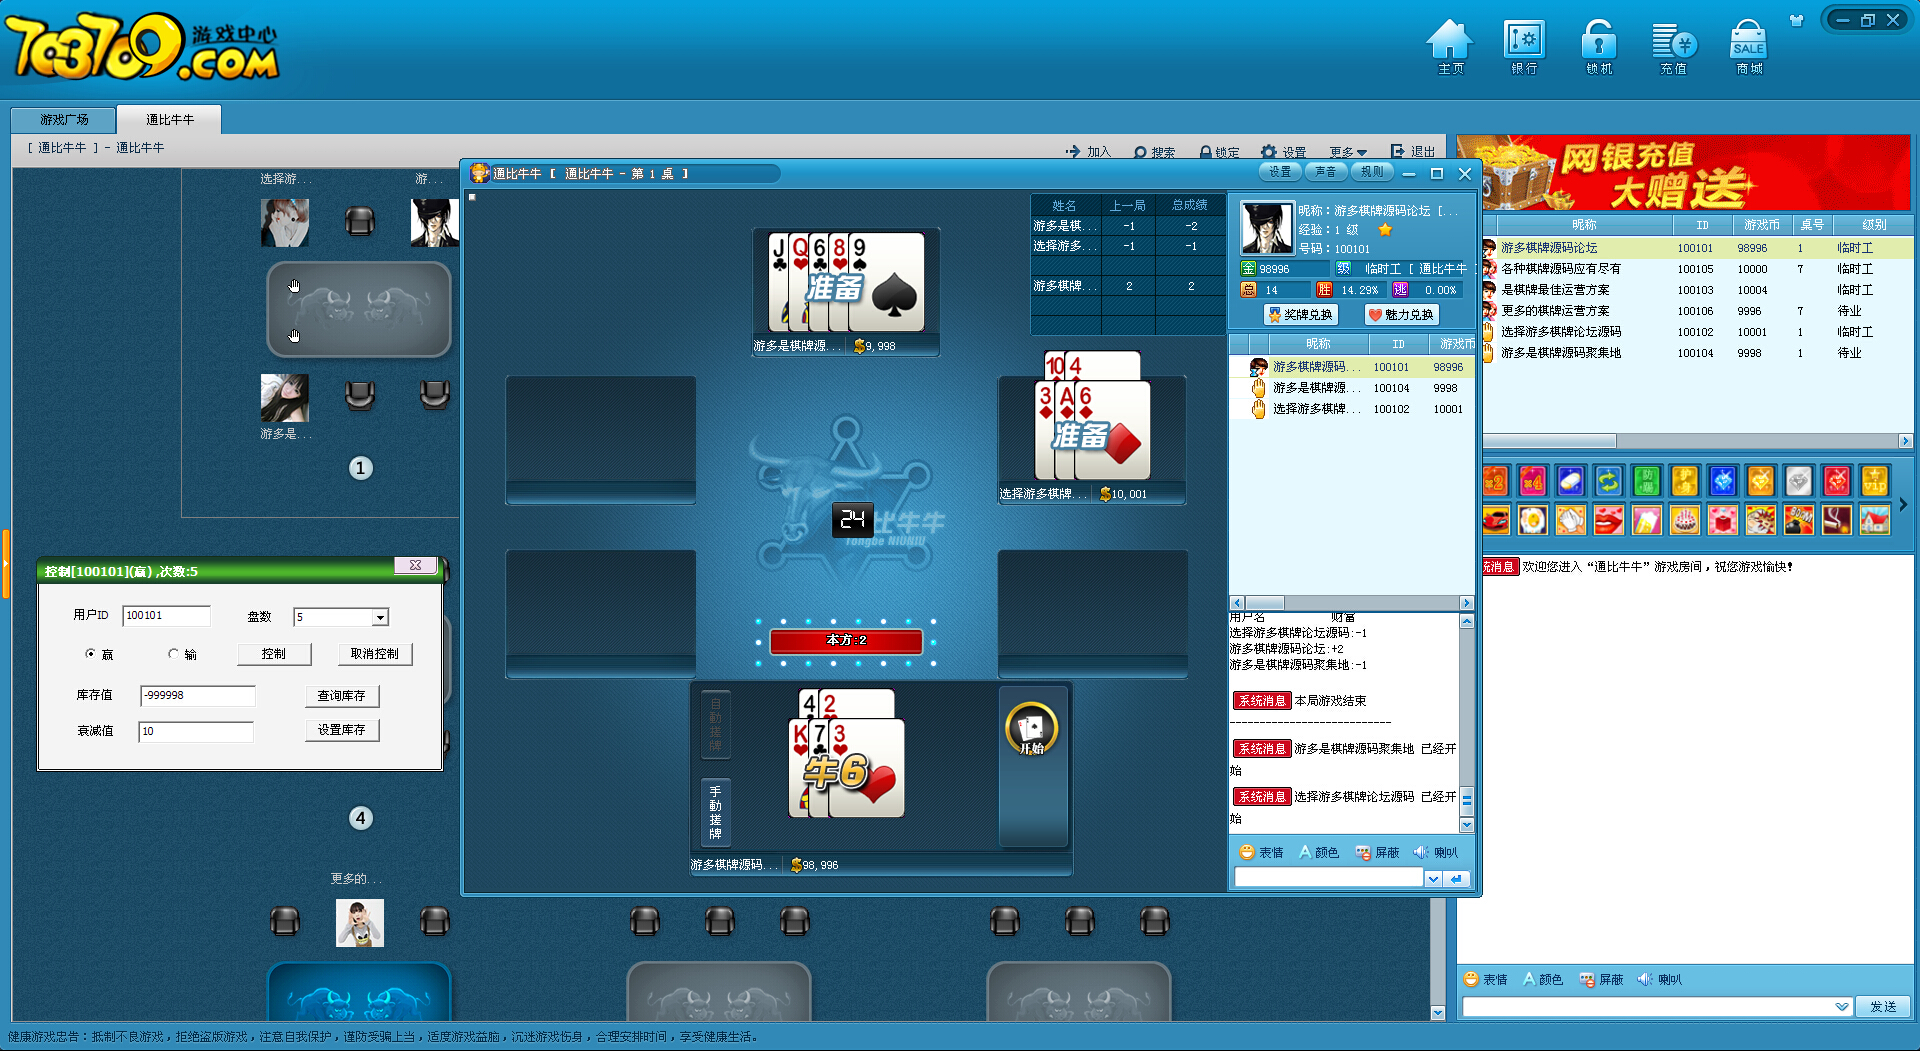 703709.COM 游戏中心
主页 银行 锁机 充值 商城
SALE
游戏广场 通比牛牛
[ 通比牛牛 ] - 通比牛牛
加入 搜索 锁定 设置 更多 退出
网银充值
大赠送
选择游... 游...
游多是...
1
4
更多的...
控制[100101](赢),次数:5
用户ID 100101 盘数 5
赢 输 控制 取消控制
库存值 -999998 查询库存
衰减值 10 设置库存
通比牛牛 [ 通比牛牛 - 第 1 桌 ]
设置 声音 规则
姓名 上一局 总成绩
游多是棋... -1 -2
选择游多... -1 -1
游多棋牌... 2 2
J Q 6 8 9
准备
游多是棋牌源... 9,998
10 4
3 A 6
准备
选择游多棋牌... 10,001
24
比牛牛
Tongbe NIUNIU
本方:2
自動搓牌
手動搓牌
4 2
K 7 3
牛6
开始
游多棋牌源码... 98,996
昵称：游多棋牌源码论坛 [...
经验：1 级
号码：100101
金 98996 级 临时工 [ 通比牛牛
总 14 胜 14.29% 逃 0.00%
奖牌兑换 魅力兑换
昵称 ID 游戏币
游多棋牌源码... 100101 98996
游多是棋牌源... 100104 9998
选择游多棋牌... 100102 10001
用户名 财富
选择游多棋牌论坛源码:-1
游多棋牌源码论坛:+2
游多是棋牌源码聚集地:-1
系统消息 本局游戏结束
---------------------------
系统消息 游多是棋牌源码聚集地 已经开
始
系统消息 选择游多棋牌论坛源码 已经开
始
表情 颜色 屏蔽 喇叭
昵称 ID 游戏币 桌号 级别
游多棋牌源码论坛 100101 98996 1 临时工
各种棋牌源码应有尽有 100105 10000 7 临时工
是棋牌最佳运营方案 100103 10004 临时工
更多的棋牌运营方案 100106 9996 7 待业
选择游多棋牌论坛源码 100102 10001 1 临时工
游多是棋牌源码聚集地 100104 9998 1 待业
×2 ×4 防踢 护身 vip
BOOM
统消息 欢迎您进入“通比牛牛”游戏房间，祝您游戏愉快！
表情 颜色 屏蔽 喇叭
发送
健康游戏忠告：抵制不良游戏，拒绝盗版游戏，注意自我保护，谨防受骗上当，适度游戏益脑，沉迷游戏伤身，合理安排时间，享受健康生活。